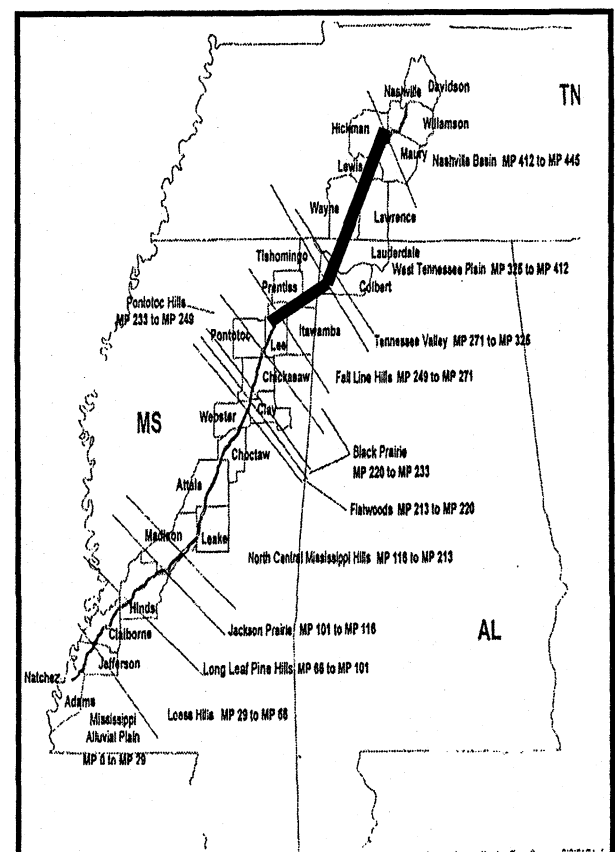 Nashville
Davidson
TN
Hickman
Williamson
Maury
Nashville Basin MP 412 to MP 445
Lewis
Wayne
Lawrence
Lauderdale
Tishomingo
West Tennessee Plain MP 325 to MP 412
Colbert
Prentiss
Pontotoc Hills
MP 233 to MP 249
Itawamba
Pontotoc
Lee
Tennessee Valley MP 271 to MP 325
Chickasaw
Fall Line Hills MP 249 to MP 271
MS
Webster
Clay
Choctaw
Black Prairie
MP 220 to MP 233
Attala
Flatwoods MP 213 to MP 220
Madison
Leake
North Central Mississippi Hills MP 116 to MP 213
Hinds
Jackson Prairie MP 101 to MP 116
AL
Claiborne
Jefferson
Long Leaf Pine Hills MP 66 to MP 101
Natchez
Adams
Loess Hills MP 29 to MP 66
Mississippi
Alluvial Plain
MP 0 to MP 29